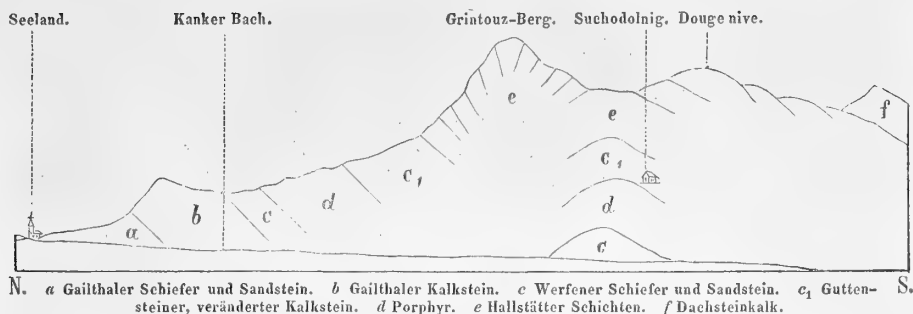 Seeland. Kanker Bach. Grintouz-Berg. Suchodolnig. Douge nive.
e
f
e
c₁
c₁
d
d
b
c
a
c
N. S.
a Gailthaler Schiefer und Sandstein. b Gailthaler Kalkstein. c Werfener Schiefer und Sandstein. c₁ Gutten-
steiner, veränderter Kalkstein. d Porphyr. e Hallstätter Schichten. f Dachsteinkalk.